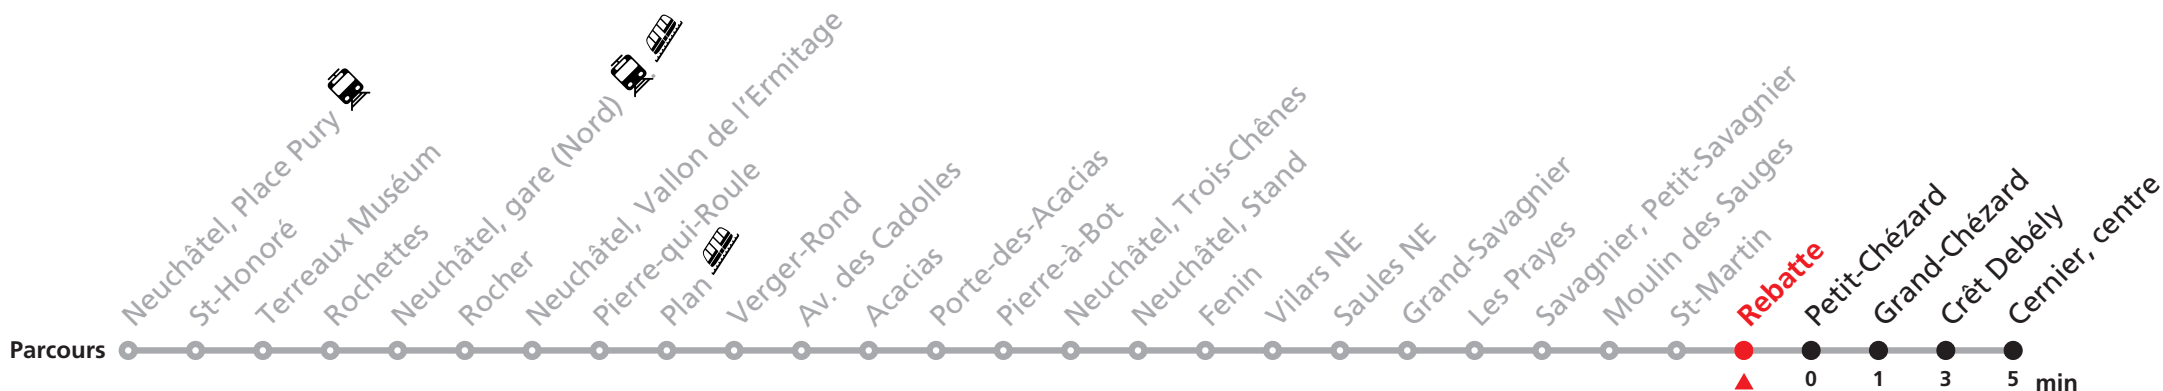 Neuchâtel, Place Pury
St-Honoré
Terreaux Muséum
Rochettes
Neuchâtel, gare (Nord)
Rocher
Neuchâtel, Vallon de l'Ermitage
Pierre-qui-Roule
Plan
Verger-Rond
Av. des Cadolles
Acacias
Porte-des-Acacias
Pierre-à-Bot
Neuchâtel, Trois-Chênes
Neuchâtel, Stand
Fenin
Vilars NE
Saules NE
Grand-Savagnier
Les Prayes
Savagnier, Petit-Savagnier
Moulin des Sauges
St-Martin
Rebatte
Petit-Chézard
Grand-Chézard
Crêt Debély
Cernier, centre
Parcours
0 1 3 5 min